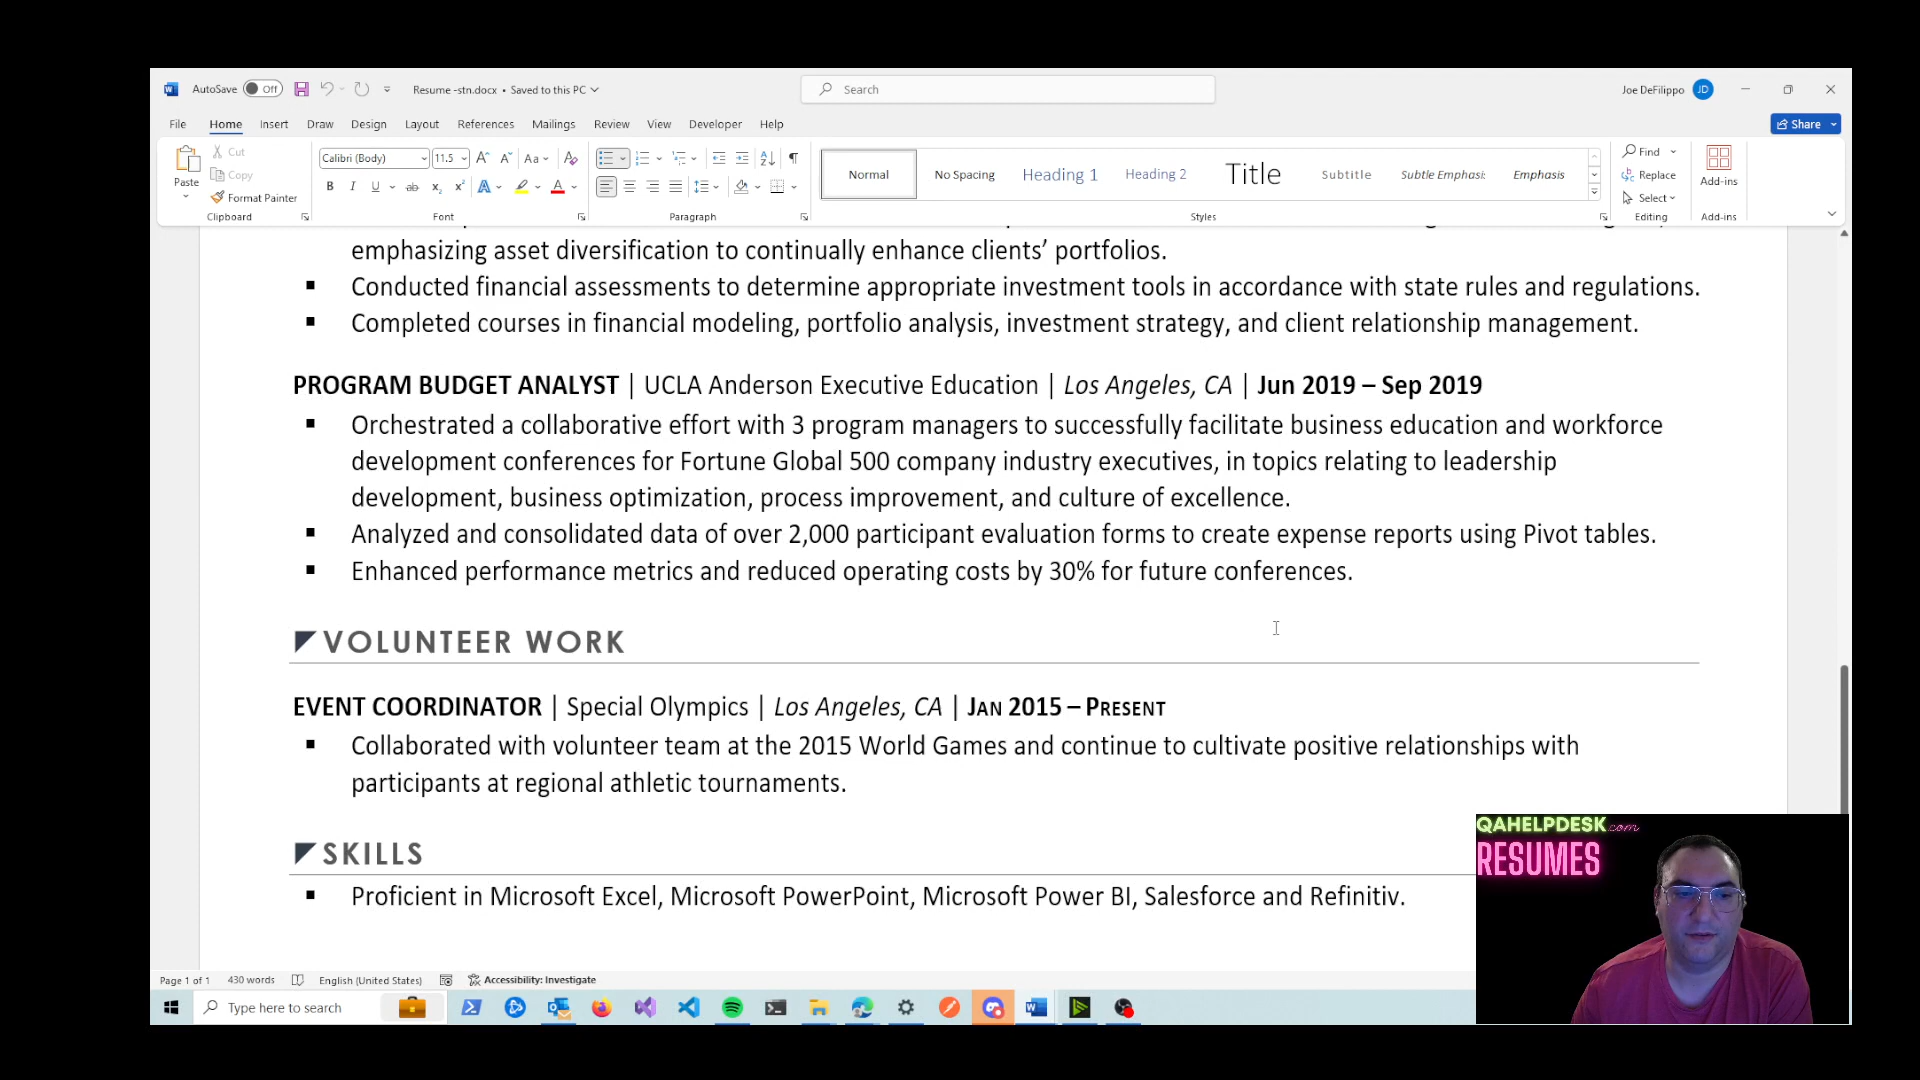 AutoSave Off Resume -stn.docx • Saved to this PC Search Joe DeFilippo JD
File Home Insert Draw Design Layout References Mailings Review View Developer Help Share
Paste Cut Copy Format Painter Clipboard
Calibri (Body) 11.5 Aa B I U ab x₂ x² A A Font
Paragraph
Normal No Spacing Heading 1 Heading 2 Title Subtitle Subtle Emphasi: Emphasis Styles
Find Replace Select Editing
Add-ins Add-ins
emphasizing asset diversification to continually enhance clients’ portfolios.
▪ Conducted financial assessments to determine appropriate investment tools in accordance with state rules and regulations.
▪ Completed courses in financial modeling, portfolio analysis, investment strategy, and client relationship management.
PROGRAM BUDGET ANALYST | UCLA Anderson Executive Education | Los Angeles, CA | Jun 2019 – Sep 2019
▪ Orchestrated a collaborative effort with 3 program managers to successfully facilitate business education and workforce
development conferences for Fortune Global 500 company industry executives, in topics relating to leadership
development, business optimization, process improvement, and culture of excellence.
▪ Analyzed and consolidated data of over 2,000 participant evaluation forms to create expense reports using Pivot tables.
▪ Enhanced performance metrics and reduced operating costs by 30% for future conferences.
VOLUNTEER WORK
EVENT COORDINATOR | Special Olympics | Los Angeles, CA | JAN 2015 – PRESENT
▪ Collaborated with volunteer team at the 2015 World Games and continue to cultivate positive relationships with
participants at regional athletic tournaments.
SKILLS
▪ Proficient in Microsoft Excel, Microsoft PowerPoint, Microsoft Power BI, Salesforce and Refinitiv.
QAHELPDESK.com
RESUMES
Page 1 of 1 430 words English (United States) Accessibility: Investigate
Type here to search